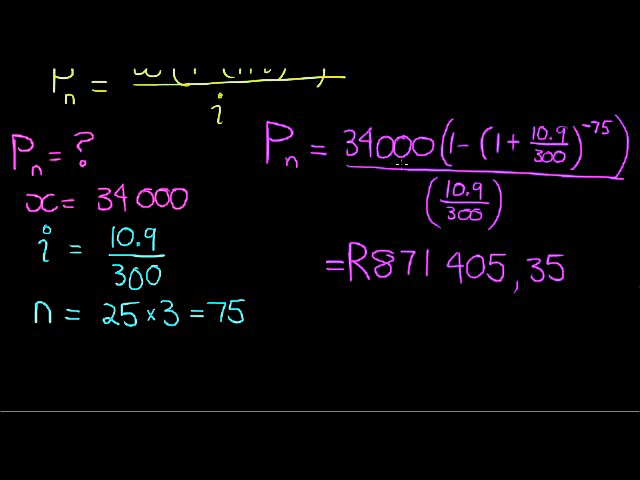 Pₙ = / i
Pₙ = ?
x = 34 000
i = 10.9 / 300
n = 25 × 3 = 75
Pₙ = 34000 (1 - (1 + 10.9/300)⁻⁷⁵) / (10.9/300)
= R871 405,35